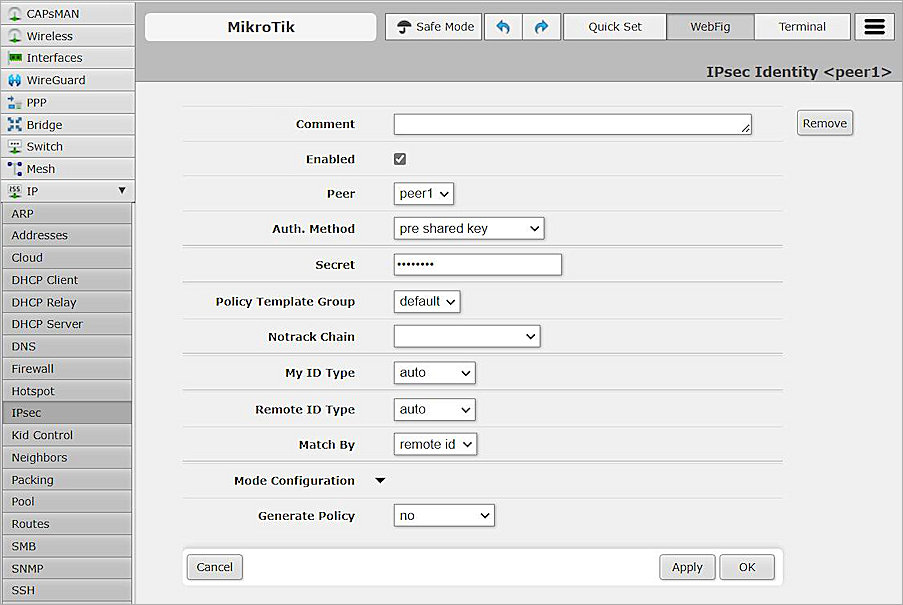 CAPsMAN
Wireless
Interfaces
WireGuard
PPP
Bridge
Switch
Mesh
IP
ARP
Addresses
Cloud
DHCP Client
DHCP Relay
DHCP Server
DNS
Firewall
Hotspot
IPsec
Kid Control
Neighbors
Packing
Pool
Routes
SMB
SNMP
SSH
MikroTik
Safe Mode
Quick Set
WebFig
Terminal
IPsec Identity <peer1>
Comment
Remove
Enabled
Peer peer1
Auth. Method pre shared key
Secret ••••••••
Policy Template Group default
Notrack Chain
My ID Type auto
Remote ID Type auto
Match By remote id
Mode Configuration
Generate Policy no
Cancel
Apply
OK